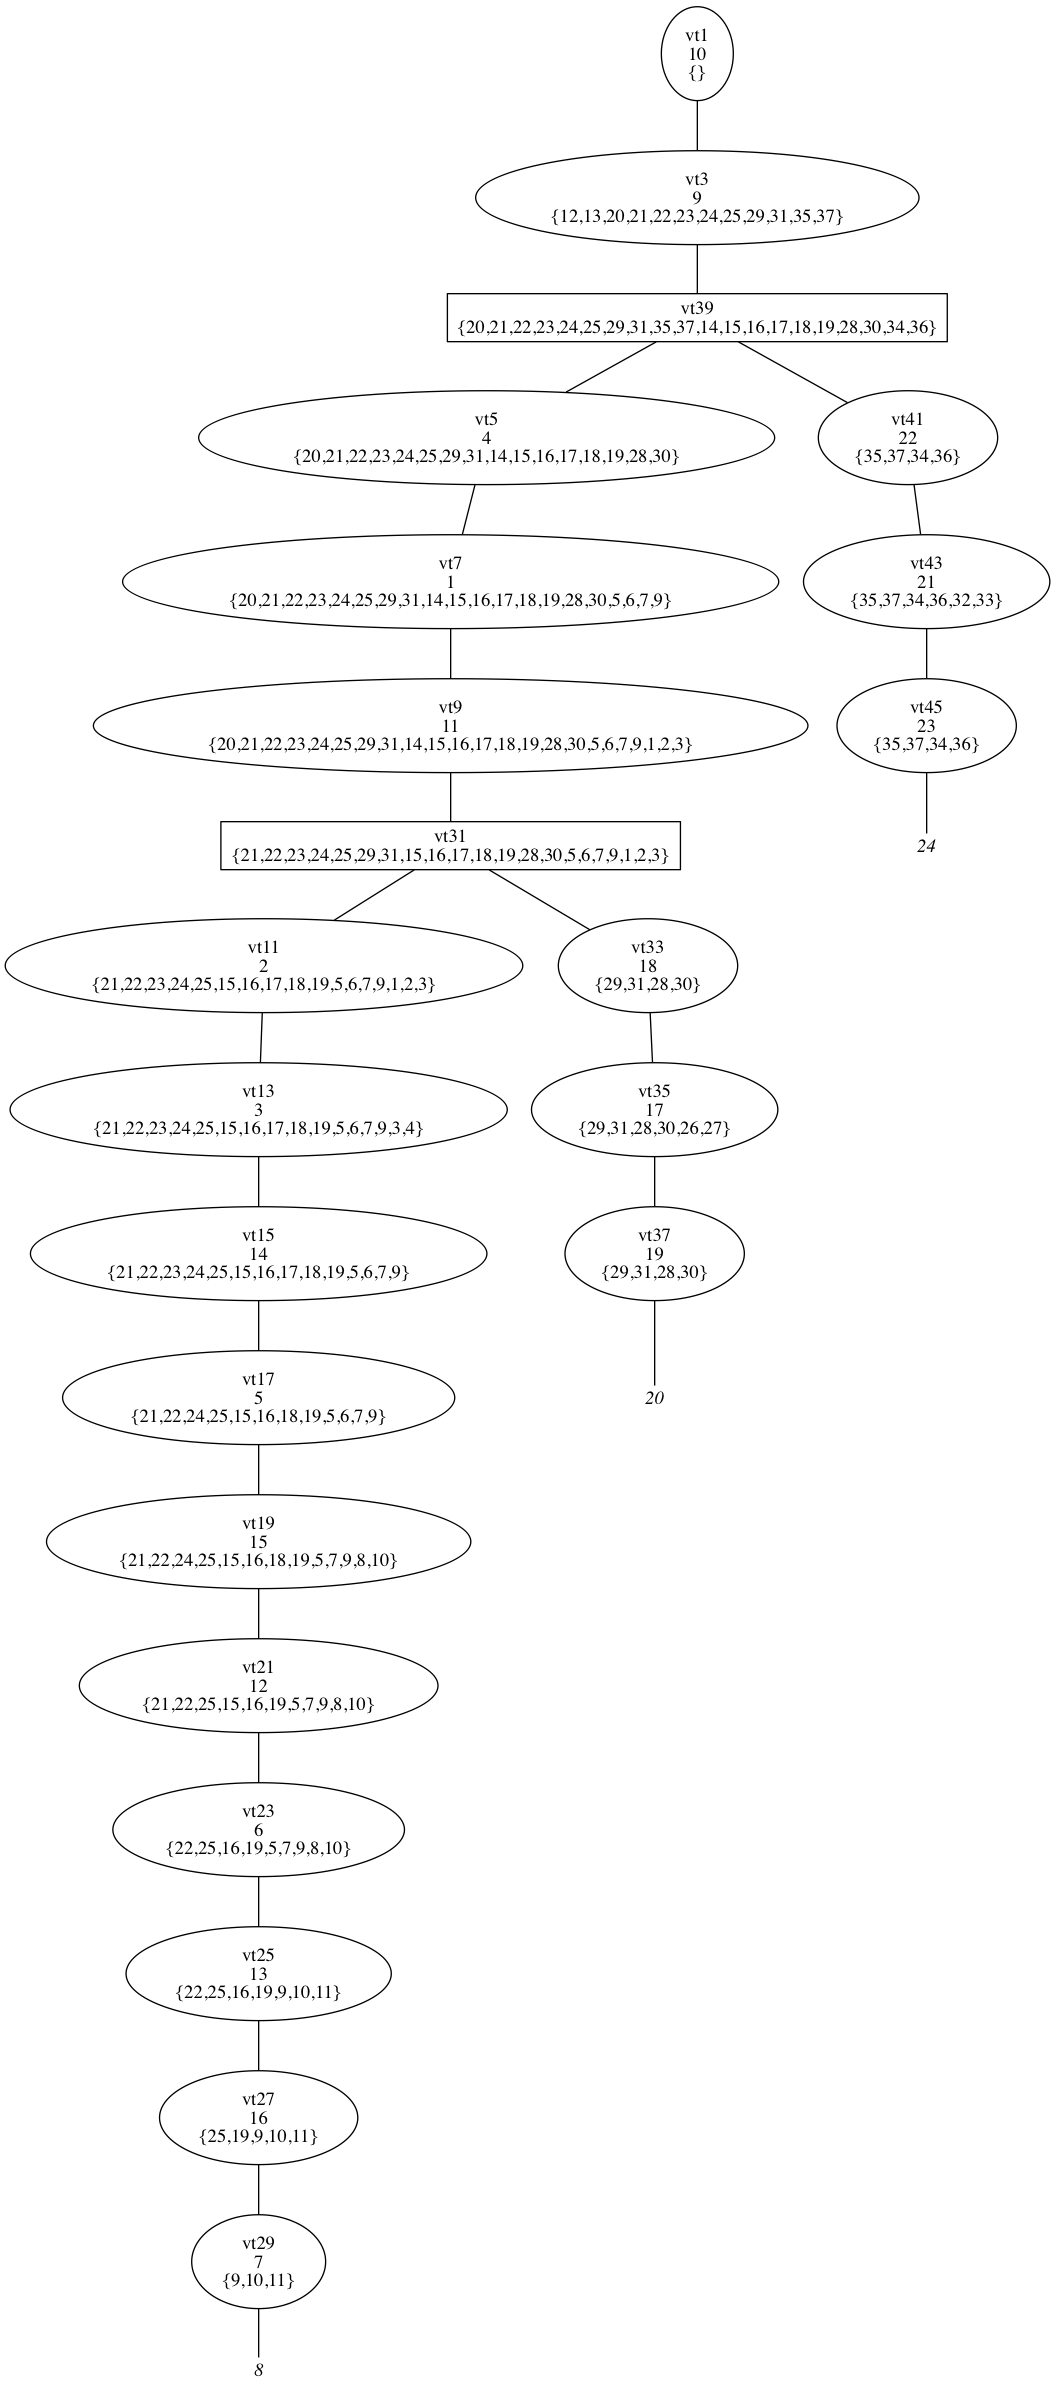 vt1
10
{}
vt3
9
{12,13,20,21,22,23,24,25,29,31,35,37}
vt39
{20,21,22,23,24,25,29,31,35,37,14,15,16,17,18,19,28,30,34,36}
vt5
4
{20,21,22,23,24,25,29,31,14,15,16,17,18,19,28,30}
vt41
22
{35,37,34,36}
vt7
1
{20,21,22,23,24,25,29,31,14,15,16,17,18,19,28,30,5,6,7,9}
vt43
21
{35,37,34,36,32,33}
vt9
11
{20,21,22,23,24,25,29,31,14,15,16,17,18,19,28,30,5,6,7,9,1,2,3}
vt45
23
{35,37,34,36}
vt31
{21,22,23,24,25,29,31,15,16,17,18,19,28,30,5,6,7,9,1,2,3}
24
vt11
2
{21,22,23,24,25,15,16,17,18,19,5,6,7,9,1,2,3}
vt33
18
{29,31,28,30}
vt13
3
{21,22,23,24,25,15,16,17,18,19,5,6,7,9,3,4}
vt35
17
{29,31,28,30,26,27}
vt15
14
{21,22,23,24,25,15,16,17,18,19,5,6,7,9}
vt37
19
{29,31,28,30}
vt17
5
{21,22,24,25,15,16,18,19,5,6,7,9}
20
vt19
15
{21,22,24,25,15,16,18,19,5,7,9,8,10}
vt21
12
{21,22,25,15,16,19,5,7,9,8,10}
vt23
6
{22,25,16,19,5,7,9,8,10}
vt25
13
{22,25,16,19,9,10,11}
vt27
16
{25,19,9,10,11}
vt29
7
{9,10,11}
8